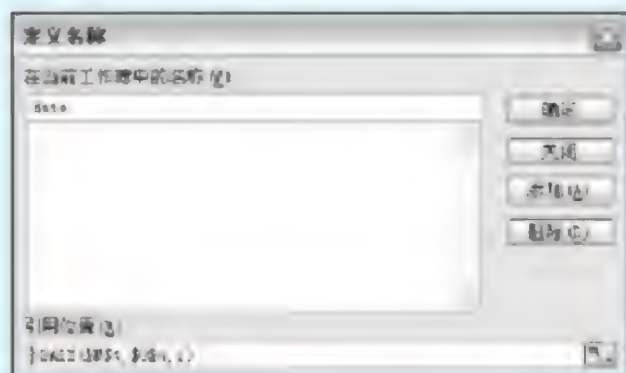 定义名称
在当前工作簿中的名称(W):
data
确定
关闭
添加(A)
删除(D)
引用位置(R):